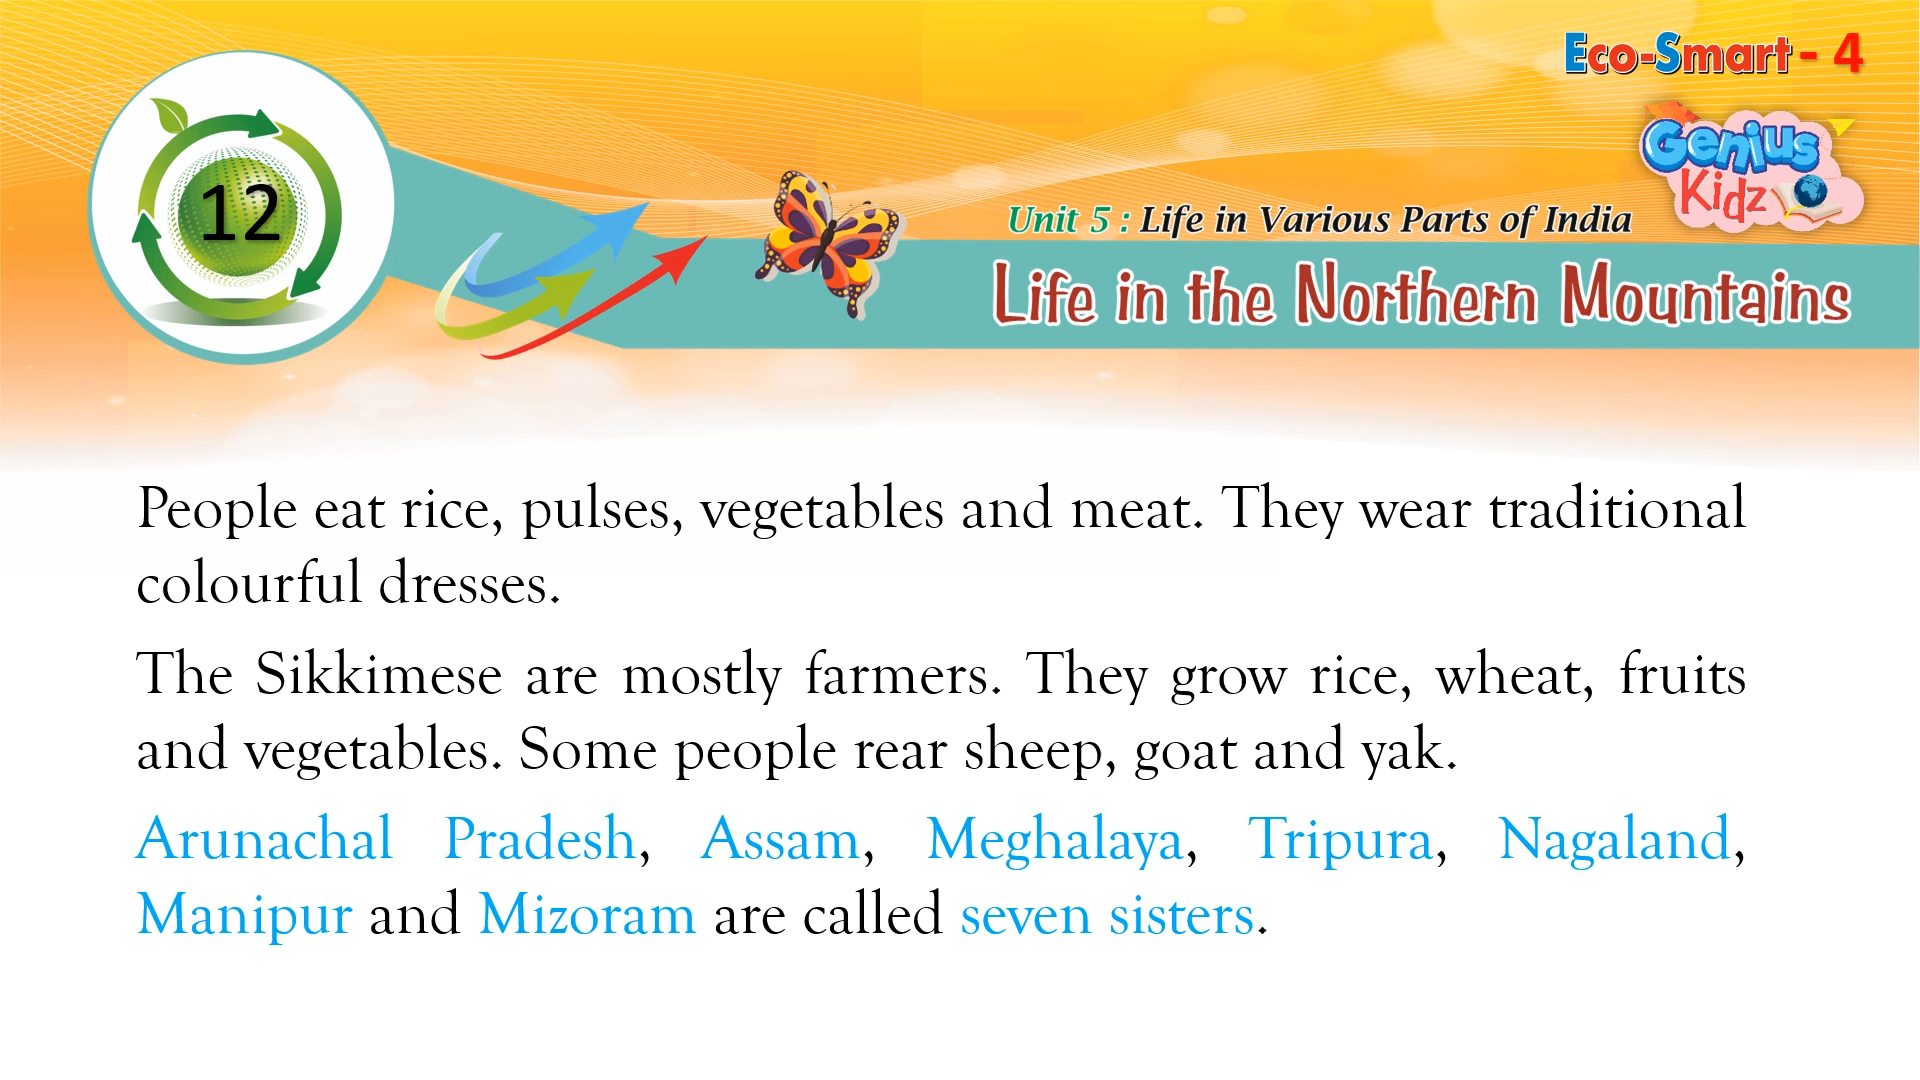 Eco-Smart - 4
Genius
Kidz
12
Unit 5 : Life in Various Parts of India
Life in the Northern Mountains
People eat rice, pulses, vegetables and meat. They wear traditional
colourful dresses.
The Sikkimese are mostly farmers. They grow rice, wheat, fruits
and vegetables. Some people rear sheep, goat and yak.
Arunachal Pradesh, Assam, Meghalaya, Tripura, Nagaland,
Manipur and Mizoram are called seven sisters.